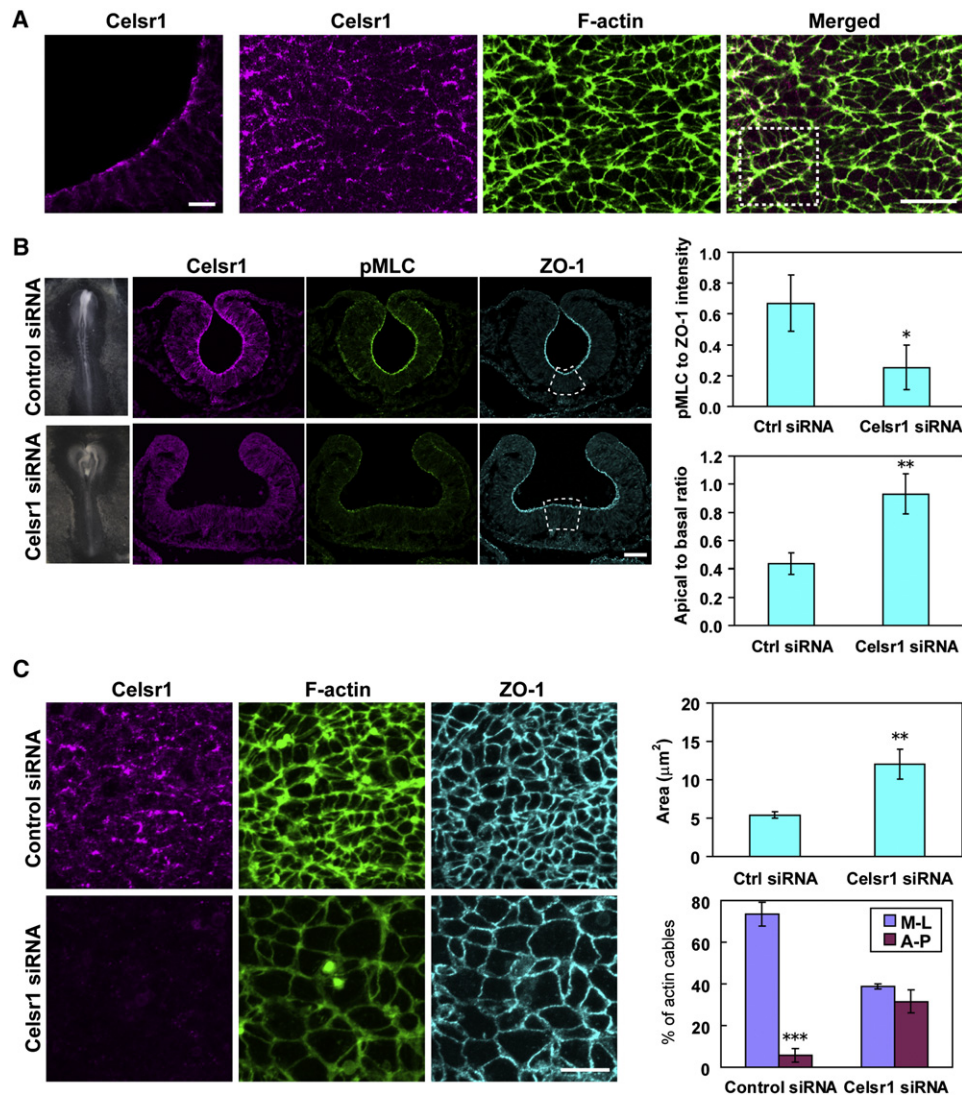 A
Celsr1
Celsr1
F-actin
Merged
B
Celsr1
pMLC
ZO-1
Control siRNA
Celsr1 siRNA
pMLC to ZO-1 intensity
1.0
0.8
0.6
0.4
0.2
0.0
*
Ctrl siRNA Celsr1 siRNA
Apical to basal ratio
1.2
1.0
0.8
0.6
0.4
0.2
0.0
**
Ctrl siRNA Celsr1 siRNA
C
Celsr1
F-actin
ZO-1
Control siRNA
Celsr1 siRNA
Area (µm²)
20
15
10
5
0
**
Ctrl siRNA Celsr1 siRNA
% of actin cables
80
60
40
20
0
M-L
A-P
***
Control siRNA Celsr1 siRNA